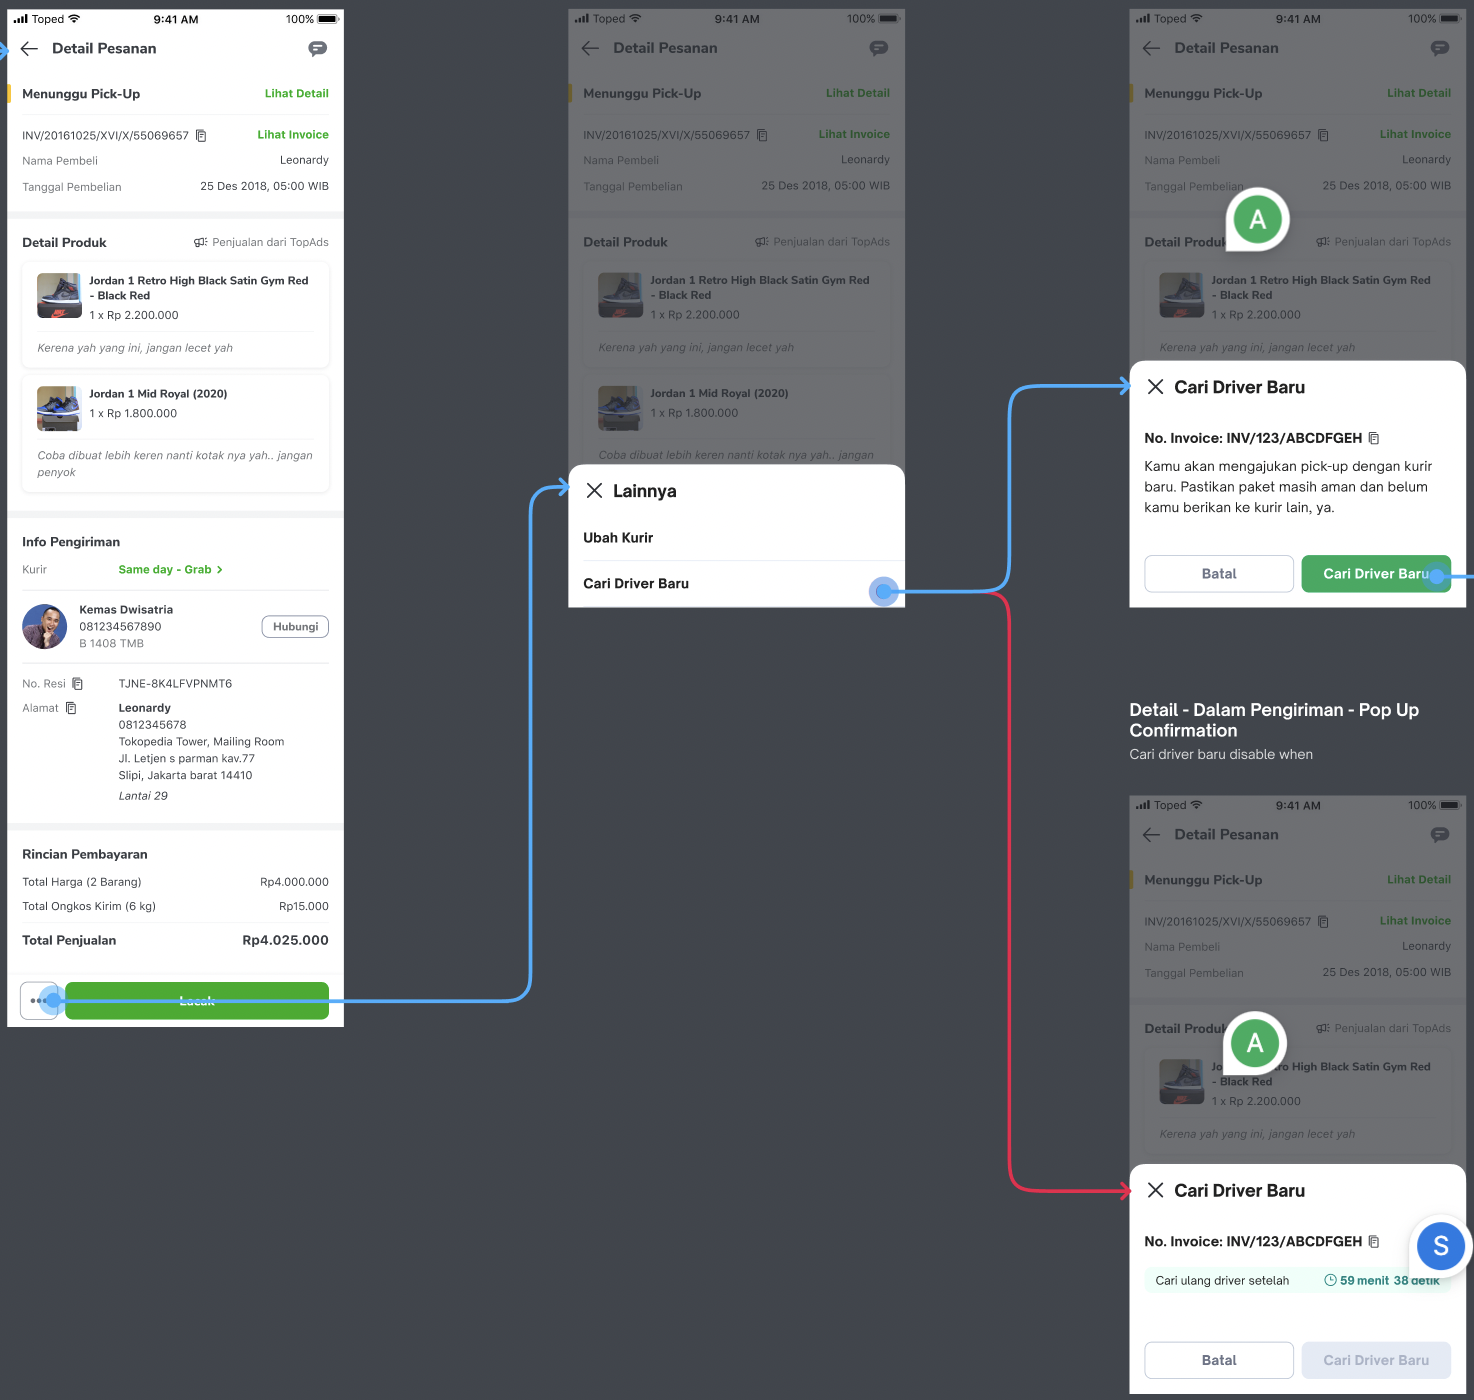 Toped 9:41 AM 100%
Detail Pesanan
Menunggu Pick-Up Lihat Detail
INV/20161025/XVI/X/55069657 Lihat Invoice
Nama Pembeli Leonardy
Tanggal Pembelian 25 Des 2018, 05:00 WIB
Detail Produk Penjualan dari TopAds
Jordan 1 Retro High Black Satin Gym Red
- Black Red
1 x Rp 2.200.000
Kerena yah yang ini, jangan lecet yah
Jordan 1 Mid Royal (2020)
1 x Rp 1.800.000
Coba dibuat lebih keren nanti kotak nya yah.. jangan
penyok
Info Pengiriman
Kurir Same day - Grab
Kemas Dwisatria
081234567890
B 1408 TMB
Hubungi
No. Resi TJNE-8K4LFVPNMT6
Alamat Leonardy
0812345678
Tokopedia Tower, Mailing Room
Jl. Letjen s parman kav.77
Slipi, Jakarta barat 14410
Lantai 29
Rincian Pembayaran
Total Harga (2 Barang) Rp4.000.000
Total Ongkos Kirim (6 kg) Rp15.000
Total Penjualan Rp4.025.000
Lacak
Toped 9:41 AM 100%
Detail Pesanan
Menunggu Pick-Up Lihat Detail
INV/20161025/XVI/X/55069657 Lihat Invoice
Nama Pembeli Leonardy
Tanggal Pembelian 25 Des 2018, 05:00 WIB
Detail Produk Penjualan dari TopAds
Jordan 1 Retro High Black Satin Gym Red
- Black Red
1 x Rp 2.200.000
Kerena yah yang ini, jangan lecet yah
Jordan 1 Mid Royal (2020)
1 x Rp 1.800.000
Coba dibuat lebih keren nanti kotak nya yah.. jangan
Lainnya
Ubah Kurir
Cari Driver Baru
Toped 9:41 AM 100%
Detail Pesanan
Menunggu Pick-Up Lihat Detail
INV/20161025/XVI/X/55069657 Lihat Invoice
Nama Pembeli Leonardy
Tanggal Pembelian 25 Des 2018, 05:00 WIB
A
Detail Produk Penjualan dari TopAds
Jordan 1 Retro High Black Satin Gym Red
- Black Red
1 x Rp 2.200.000
Kerena yah yang ini, jangan lecet yah
Cari Driver Baru
No. Invoice: INV/123/ABCDFGEH
Kamu akan mengajukan pick-up dengan kurir
baru. Pastikan paket masih aman dan belum
kamu berikan ke kurir lain, ya.
Batal Cari Driver Baru
Detail - Dalam Pengiriman - Pop Up
Confirmation
Cari driver baru disable when
Toped 9:41 AM 100%
Detail Pesanan
Menunggu Pick-Up Lihat Detail
INV/20161025/XVI/X/55069657 Lihat Invoice
Nama Pembeli Leonardy
Tanggal Pembelian 25 Des 2018, 05:00 WIB
Detail Produk Penjualan dari TopAds
A
Retro High Black Satin Gym Red
- Black Red
1 x Rp 2.200.000
Kerena yah yang ini, jangan lecet yah
Cari Driver Baru
No. Invoice: INV/123/ABCDFGEH
S
Cari ulang driver setelah 59 menit 38 detik
Batal Cari Driver Baru